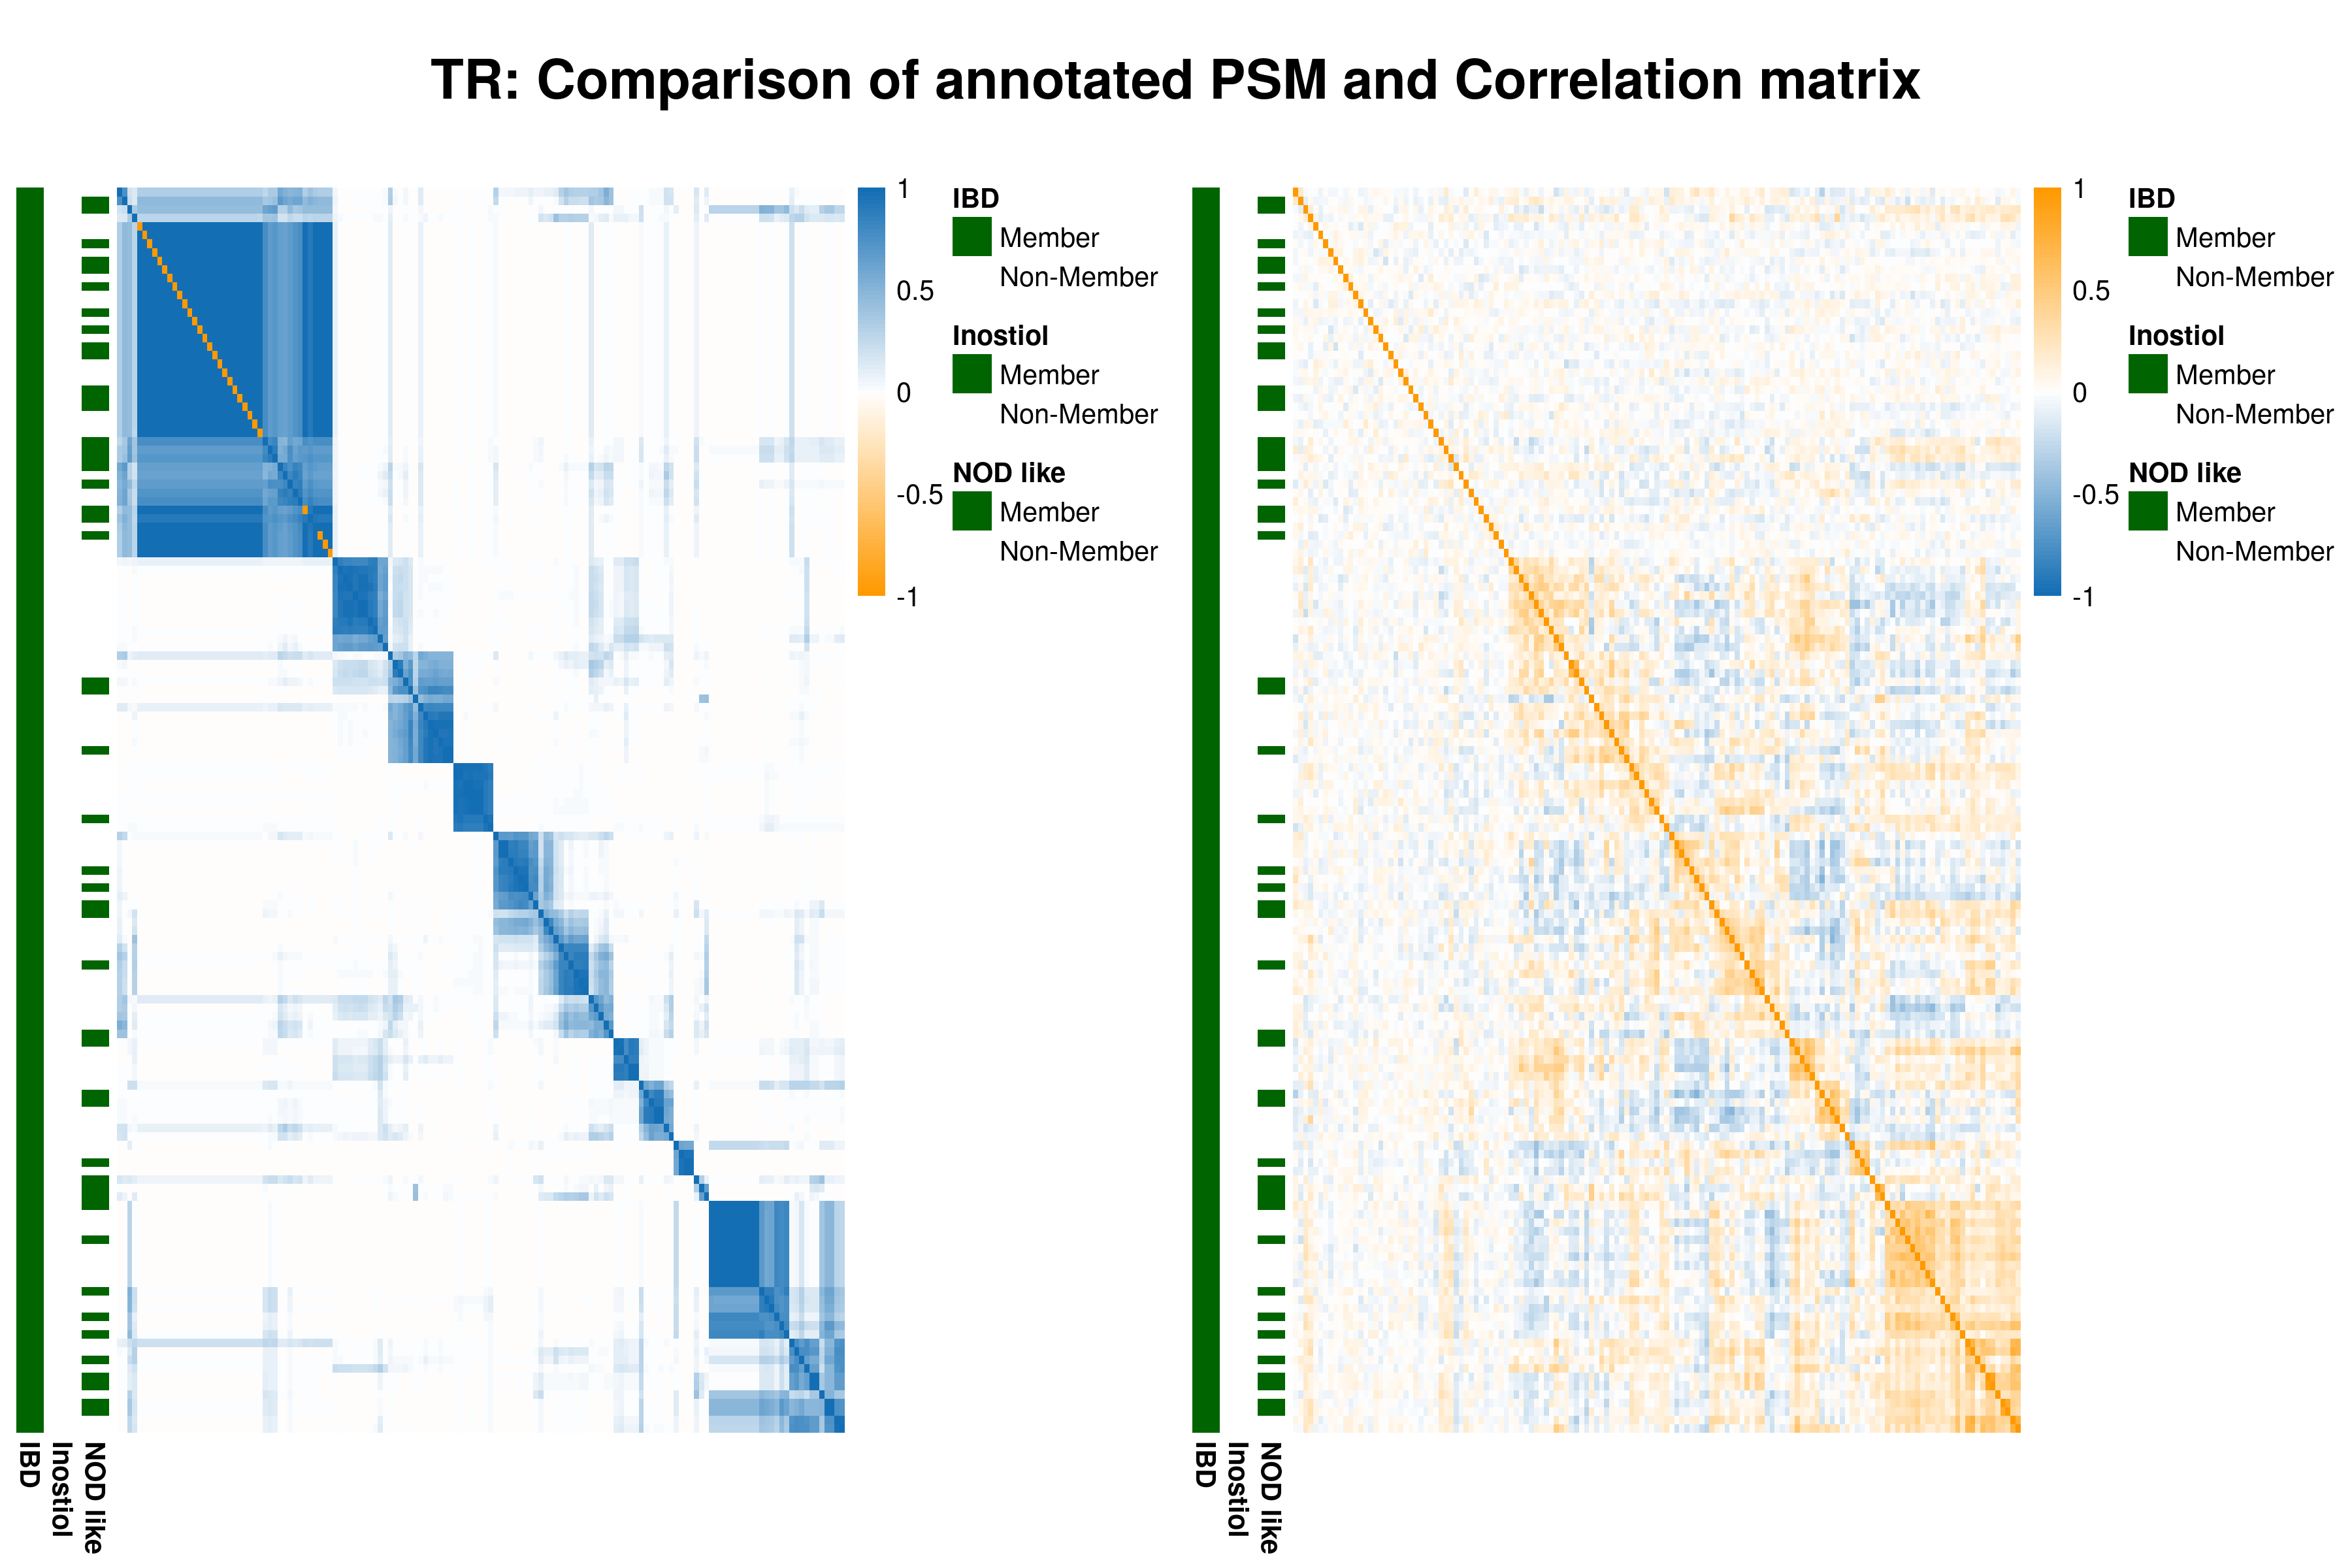 TR: Comparison of annotated PSM and Correlation matrix
1
0.5
0
-0.5
-1
IBD
Member
Non-Member
Inostiol
Member
Non-Member
NOD like
Member
Non-Member
IBD
Inostiol
NOD like
1
0.5
0
-0.5
-1
IBD
Member
Non-Member
Inostiol
Member
Non-Member
NOD like
Member
Non-Member
IBD
Inostiol
NOD like